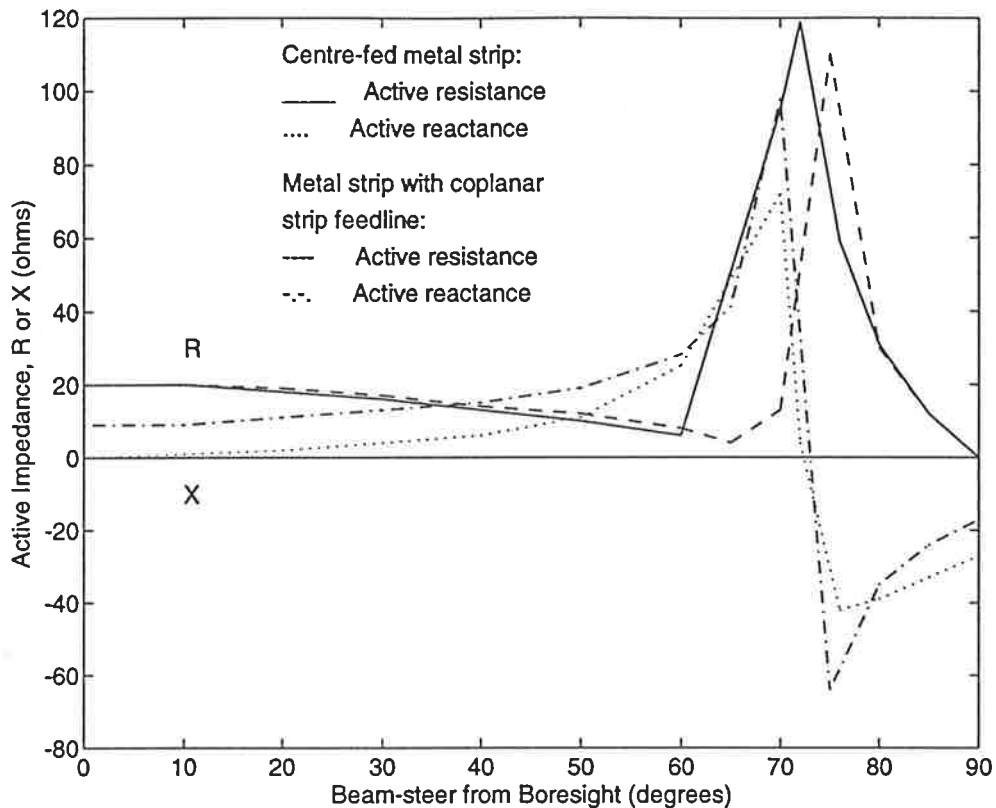 120
100
80
60
40
20
0
-20
-40
-60
-80
Active Impedance, R or X (ohms)
Centre-fed metal strip:
Active resistance
Active reactance
Metal strip with coplanar
strip feedline:
Active resistance
Active reactance
R
X
0 10 20 30 40 50 60 70 80 90
Beam-steer from Boresight (degrees)